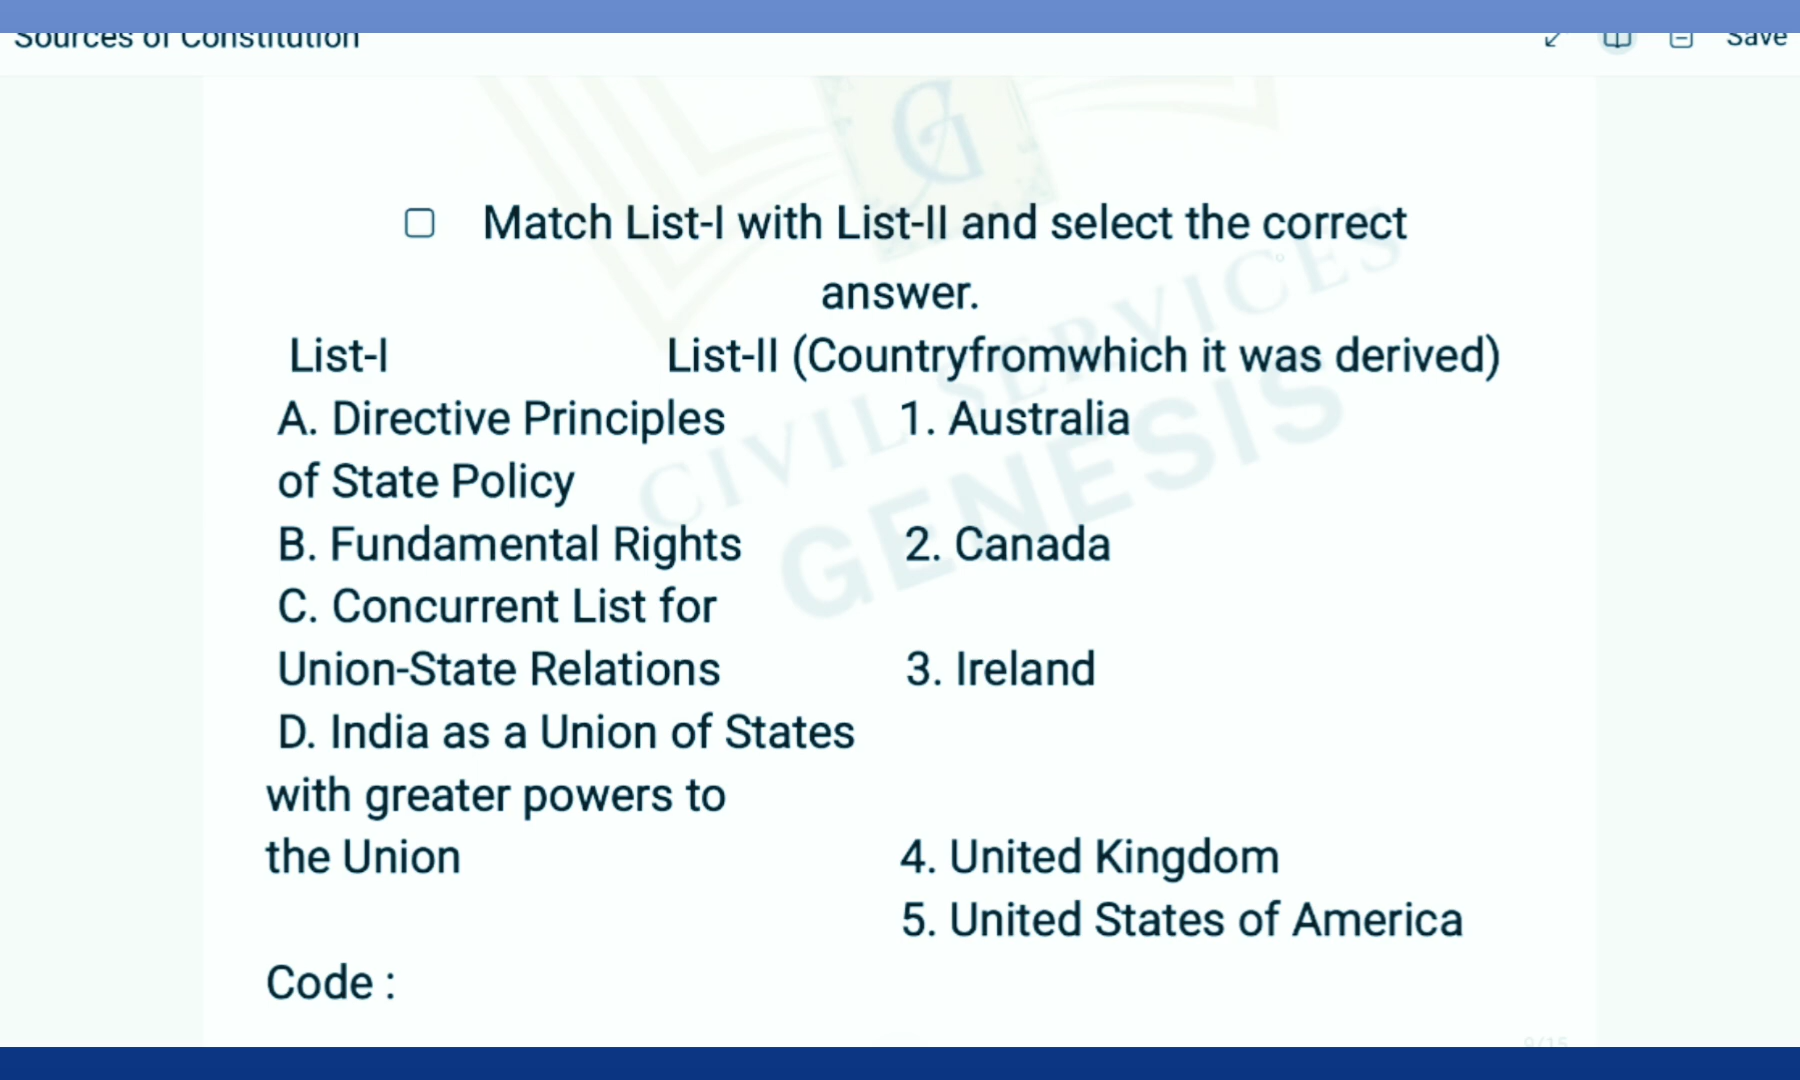 Sources of Constitution
Save
Match List-I with List-II and select the correct
answer.
List-I List-II (Countryfromwhich it was derived)
A. Directive Principles 1. Australia
of State Policy
B. Fundamental Rights 2. Canada
C. Concurrent List for
Union-State Relations 3. Ireland
D. India as a Union of States
with greater powers to
the Union 4. United Kingdom
5. United States of America
Code :
CIVIL SERVICES
GENESIS